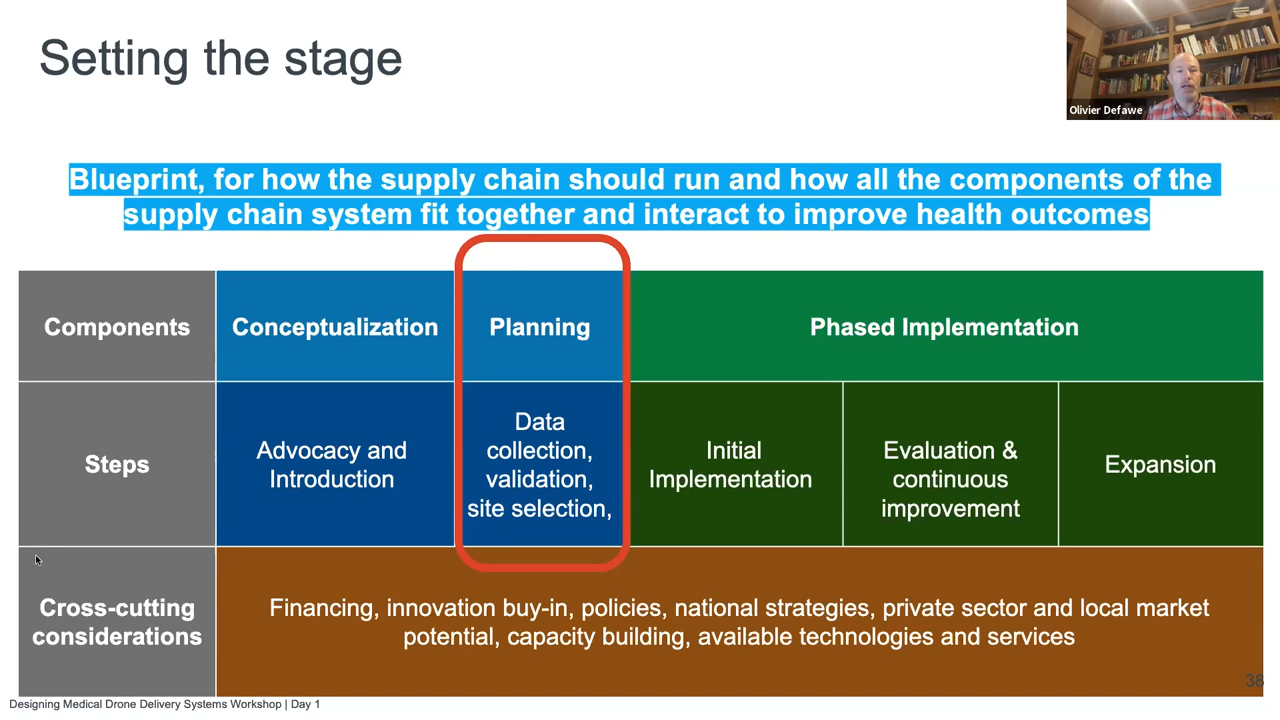 Setting the stage
Olivier Defawe
Blueprint, for how the supply chain should run and how all the components of the
supply chain system fit together and interact to improve health outcomes
Components
Conceptualization
Planning
Phased Implementation
Steps
Advocacy and
Introduction
Data
collection,
validation,
site selection,
Initial
Implementation
Evaluation &
continuous
improvement
Expansion
Cross-cutting
considerations
Financing, innovation buy-in, policies, national strategies, private sector and local market
potential, capacity building, available technologies and services
38
Designing Medical Drone Delivery Systems Workshop | Day 1